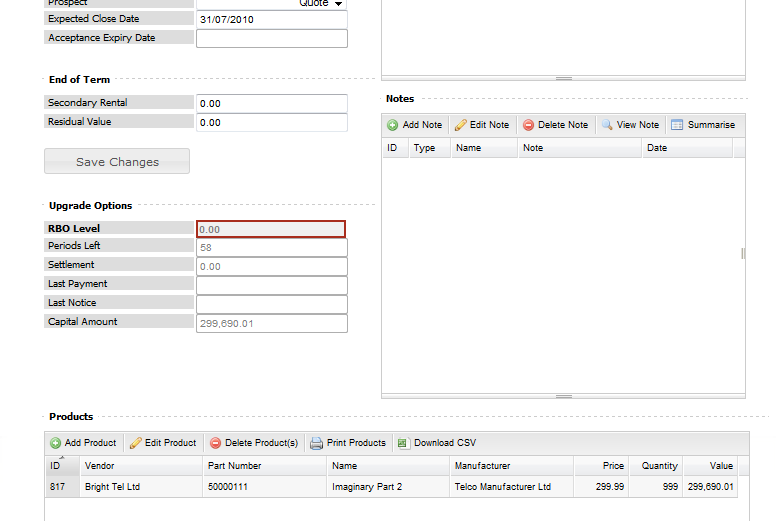 Prospect Quote
Expected Close Date 31/07/2010
Acceptance Expiry Date
End of Term
Secondary Rental 0.00
Residual Value 0.00
Save Changes
Upgrade Options
RBO Level 0.00
Periods Left 58
Settlement 0.00
Last Payment
Last Notice
Capital Amount 299,690.01
Notes
Add Note Edit Note Delete Note View Note Summarise
ID Type Name Note Date
Products
Add Product Edit Product Delete Product(s) Print Products Download CSV
ID Vendor Part Number Name Manufacturer Price Quantity Value
817 Bright Tel Ltd 50000111 Imaginary Part 2 Telco Manufacturer Ltd 299.99 999 299,690.01